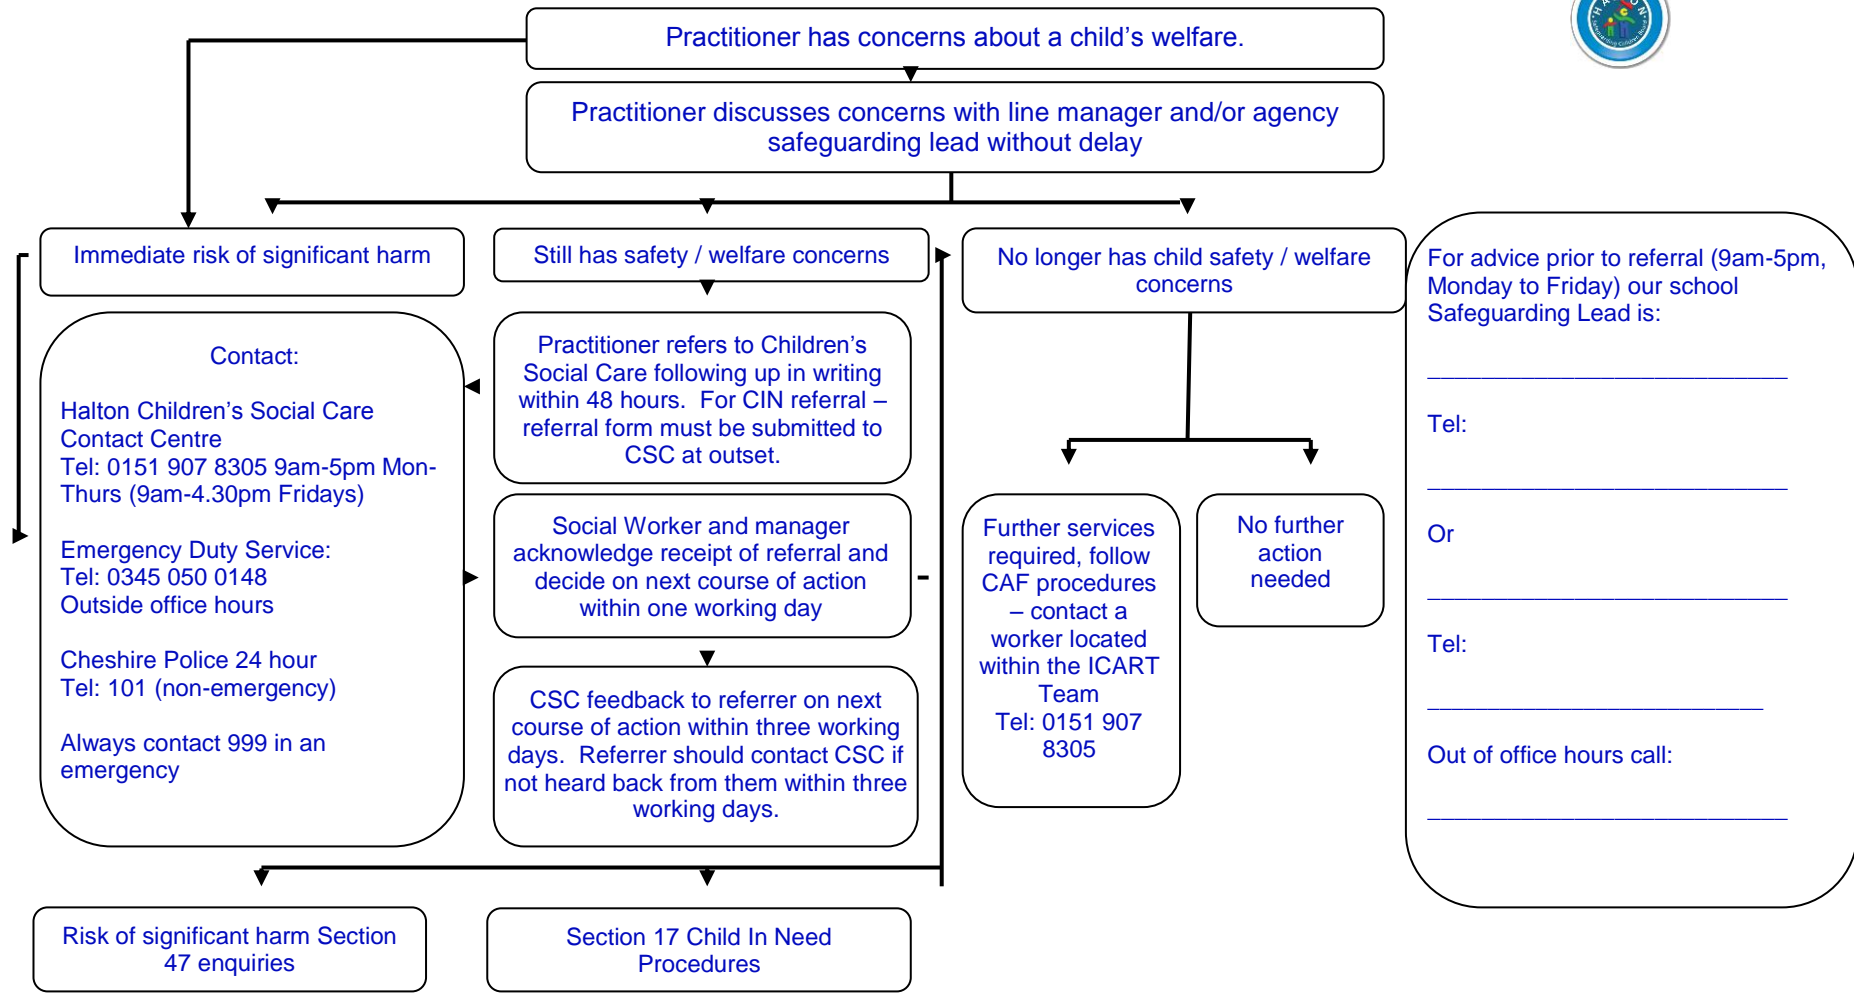 Practitioner has concerns about a child’s welfare.
Practitioner discusses concerns with line manager and/or agency
safeguarding lead without delay
Immediate risk of significant harm
Still has safety / welfare concerns
No longer has child safety / welfare
concerns
Contact:
Halton Children’s Social Care
Contact Centre
Tel: 0151 907 8305 9am-5pm Mon-
Thurs (9am-4.30pm Fridays)
Emergency Duty Service:
Tel: 0345 050 0148
Outside office hours
Cheshire Police 24 hour
Tel: 101 (non-emergency)
Always contact 999 in an
emergency
Practitioner refers to Children’s
Social Care following up in writing
within 48 hours.  For CIN referral –
referral form must be submitted to
CSC at outset.
Social Worker and manager
acknowledge receipt of referral and
decide on next course of action
within one working day
CSC feedback to referrer on next
course of action within three working
days.  Referrer should contact CSC if
not heard back from them within three
working days.
Further services
required, follow
CAF procedures
– contact a
worker located
within the ICART
Team
Tel: 0151 907
8305
No further
action
needed
For advice prior to referral (9am-5pm,
Monday to Friday) our school
Safeguarding Lead is:
___________________________
Tel:
___________________________
Or
___________________________
Tel:
_________________________
Out of office hours call:
___________________________
Risk of significant harm Section
47 enquiries
Section 17 Child In Need
Procedures